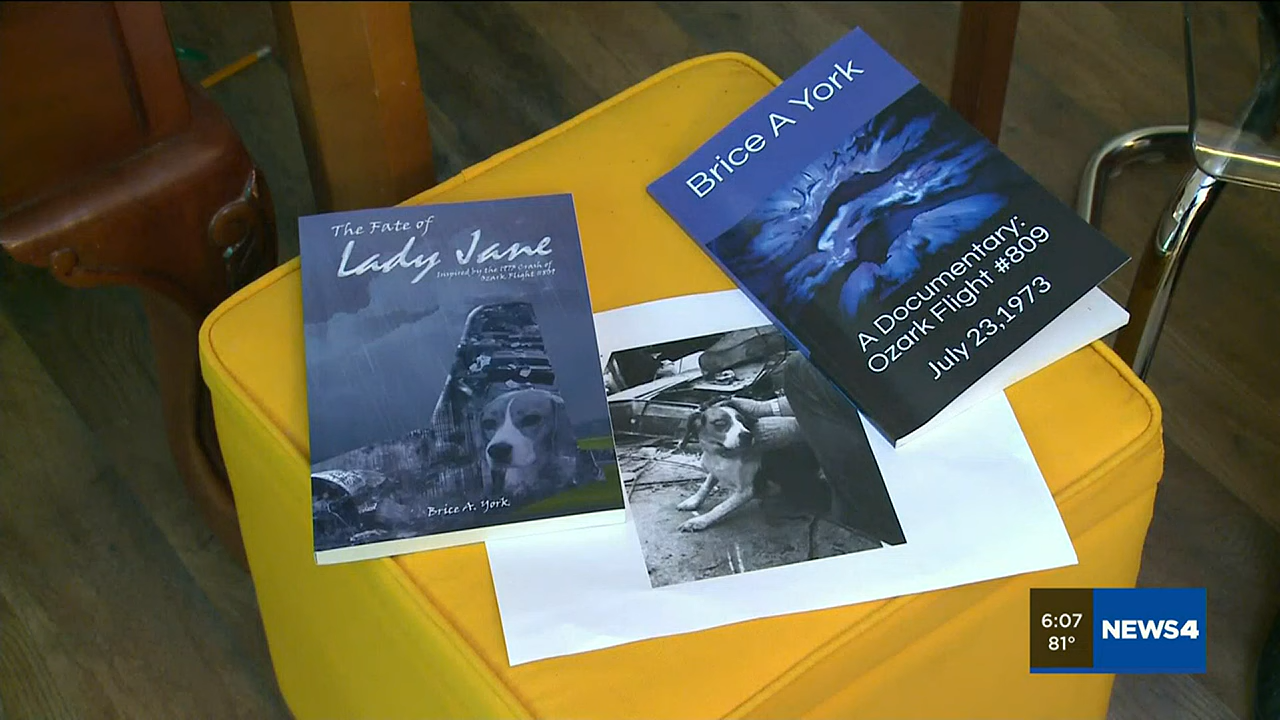 The Fate of
Lady Jane
Inspired by the 1973 Crash of
Ozark Flight #809
Brice A. York
Brice A York
A Documentary:
Ozark Flight #809
July 23,1973
6:07
81°
NEWS4